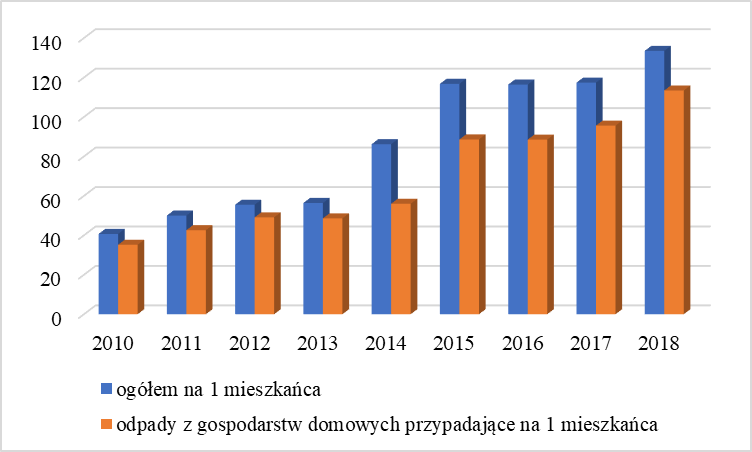 140
120
100
80
60
40
20
0
2010 2011 2012 2013 2014 2015 2016 2017 2018
ogółem na 1 mieszkańca
odpady z gospodarstw domowych przypadające na 1 mieszkańca